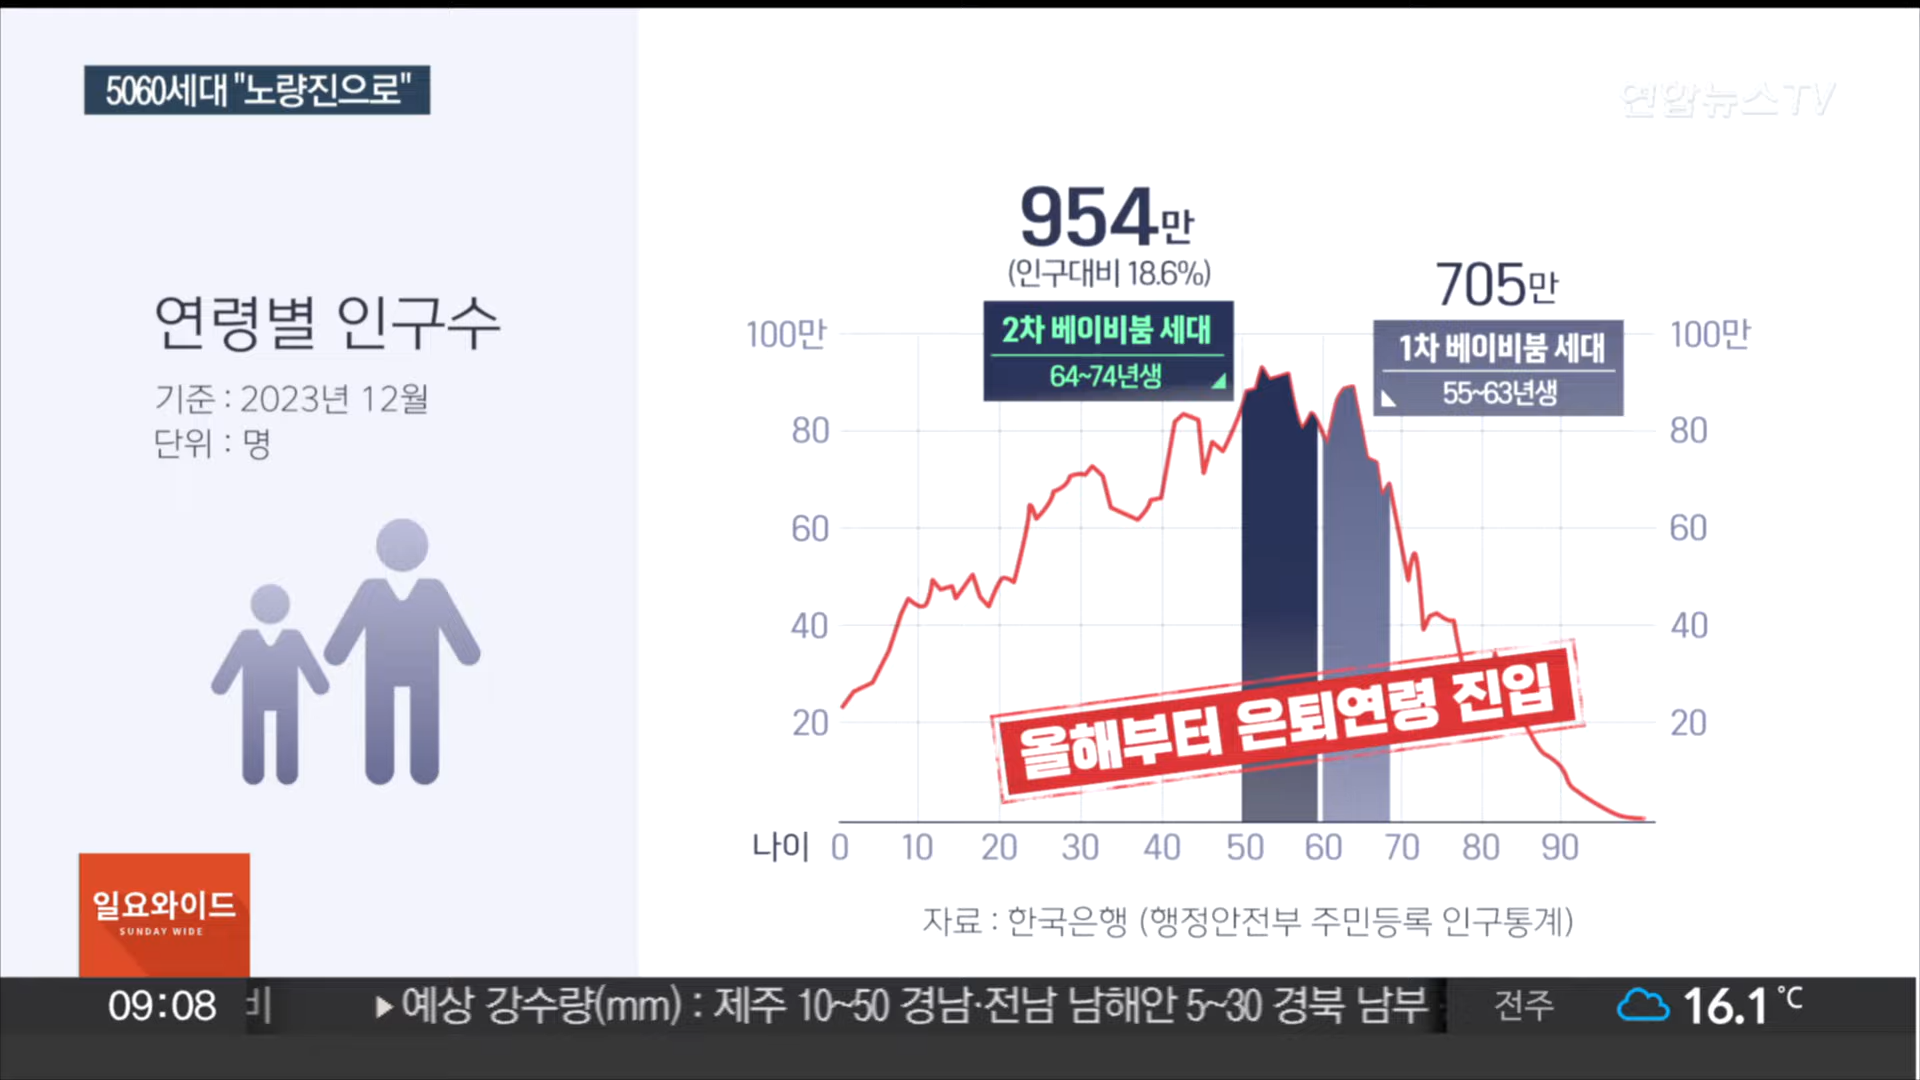 5060세대 "노량진으로"
연합뉴스TV
연령별 인구수
기준 : 2023년 12월
단위 : 명
954만
(인구대비 18.6%)
2차 베이비붐 세대
64~74년생
705만
1차 베이비붐 세대
55~63년생
100만
80
60
40
20
100만
80
60
40
20
올해부터 은퇴연령 진입
나이 0 10 20 30 40 50 60 70 80 90
자료 : 한국은행 (행정안전부 주민등록 인구통계)
일요와이드
SUNDAY WIDE
09:08
▶예상 강수량(mm) : 제주 10~50 경남·전남 남해안 5~30 경북 남부
전주 16.1℃